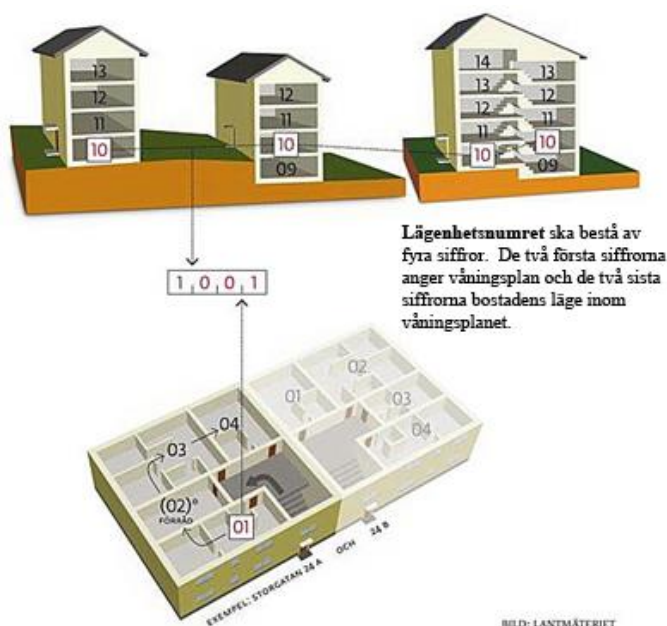 13
12
11
10
12
11
10
09
14
13
12
11
10
13
12
11
10
09
Lägenhetsnumret ska bestå av
fyra siffror. De två första siffrorna
anger våningsplan och de två sista
siffrorna bostadens läge inom
våningsplanet.
1 0 0 1
04
03
(02)°
FÖRRÅD
01
01
02
03
04
EXEMPEL: STORGATAN 24 A OCH 24 B
BILD: LANTMÄTERIET